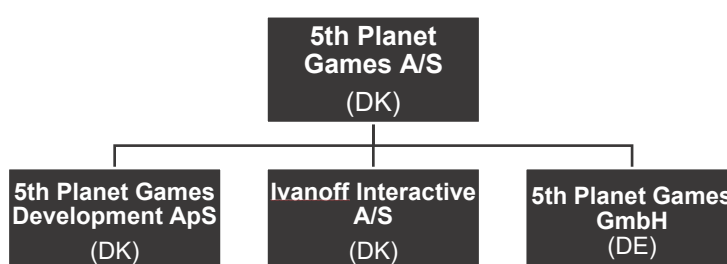 5th Planet
Games A/S
(DK)
5th Planet Games
Development ApS
(DK)
Ivanoff Interactive
A/S
(DK)
5th Planet Games
GmbH
(DE)